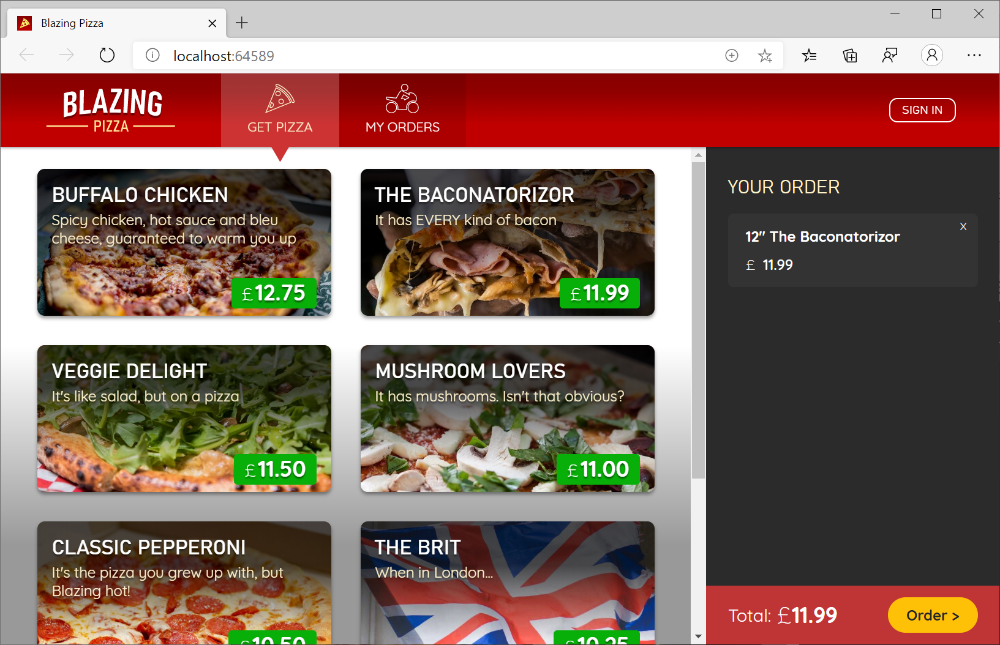 Blazing Pizza
localhost:64589
BLAZING
PIZZA
GET PIZZA
MY ORDERS
SIGN IN
BUFFALO CHICKEN
Spicy chicken, hot sauce and bleu
cheese, guaranteed to warm you up
£12.75
THE BACONATORIZOR
It has EVERY kind of bacon
£11.99
VEGGIE DELIGHT
It's like salad, but on a pizza
£11.50
MUSHROOM LOVERS
It has mushrooms. Isn't that obvious?
£11.00
CLASSIC PEPPERONI
It's the pizza you grew up with, but
Blazing hot!
£10.50
THE BRIT
When in London...
£10.25
YOUR ORDER
12" The Baconatorizor
X
£ 11.99
Total: £11.99
Order >